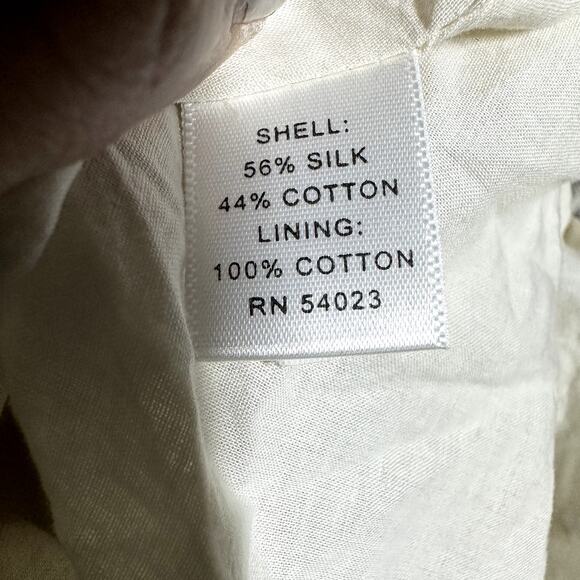 SHELL:
56% SILK
44% COTTON
LINING:
100% COTTON
RN 54023